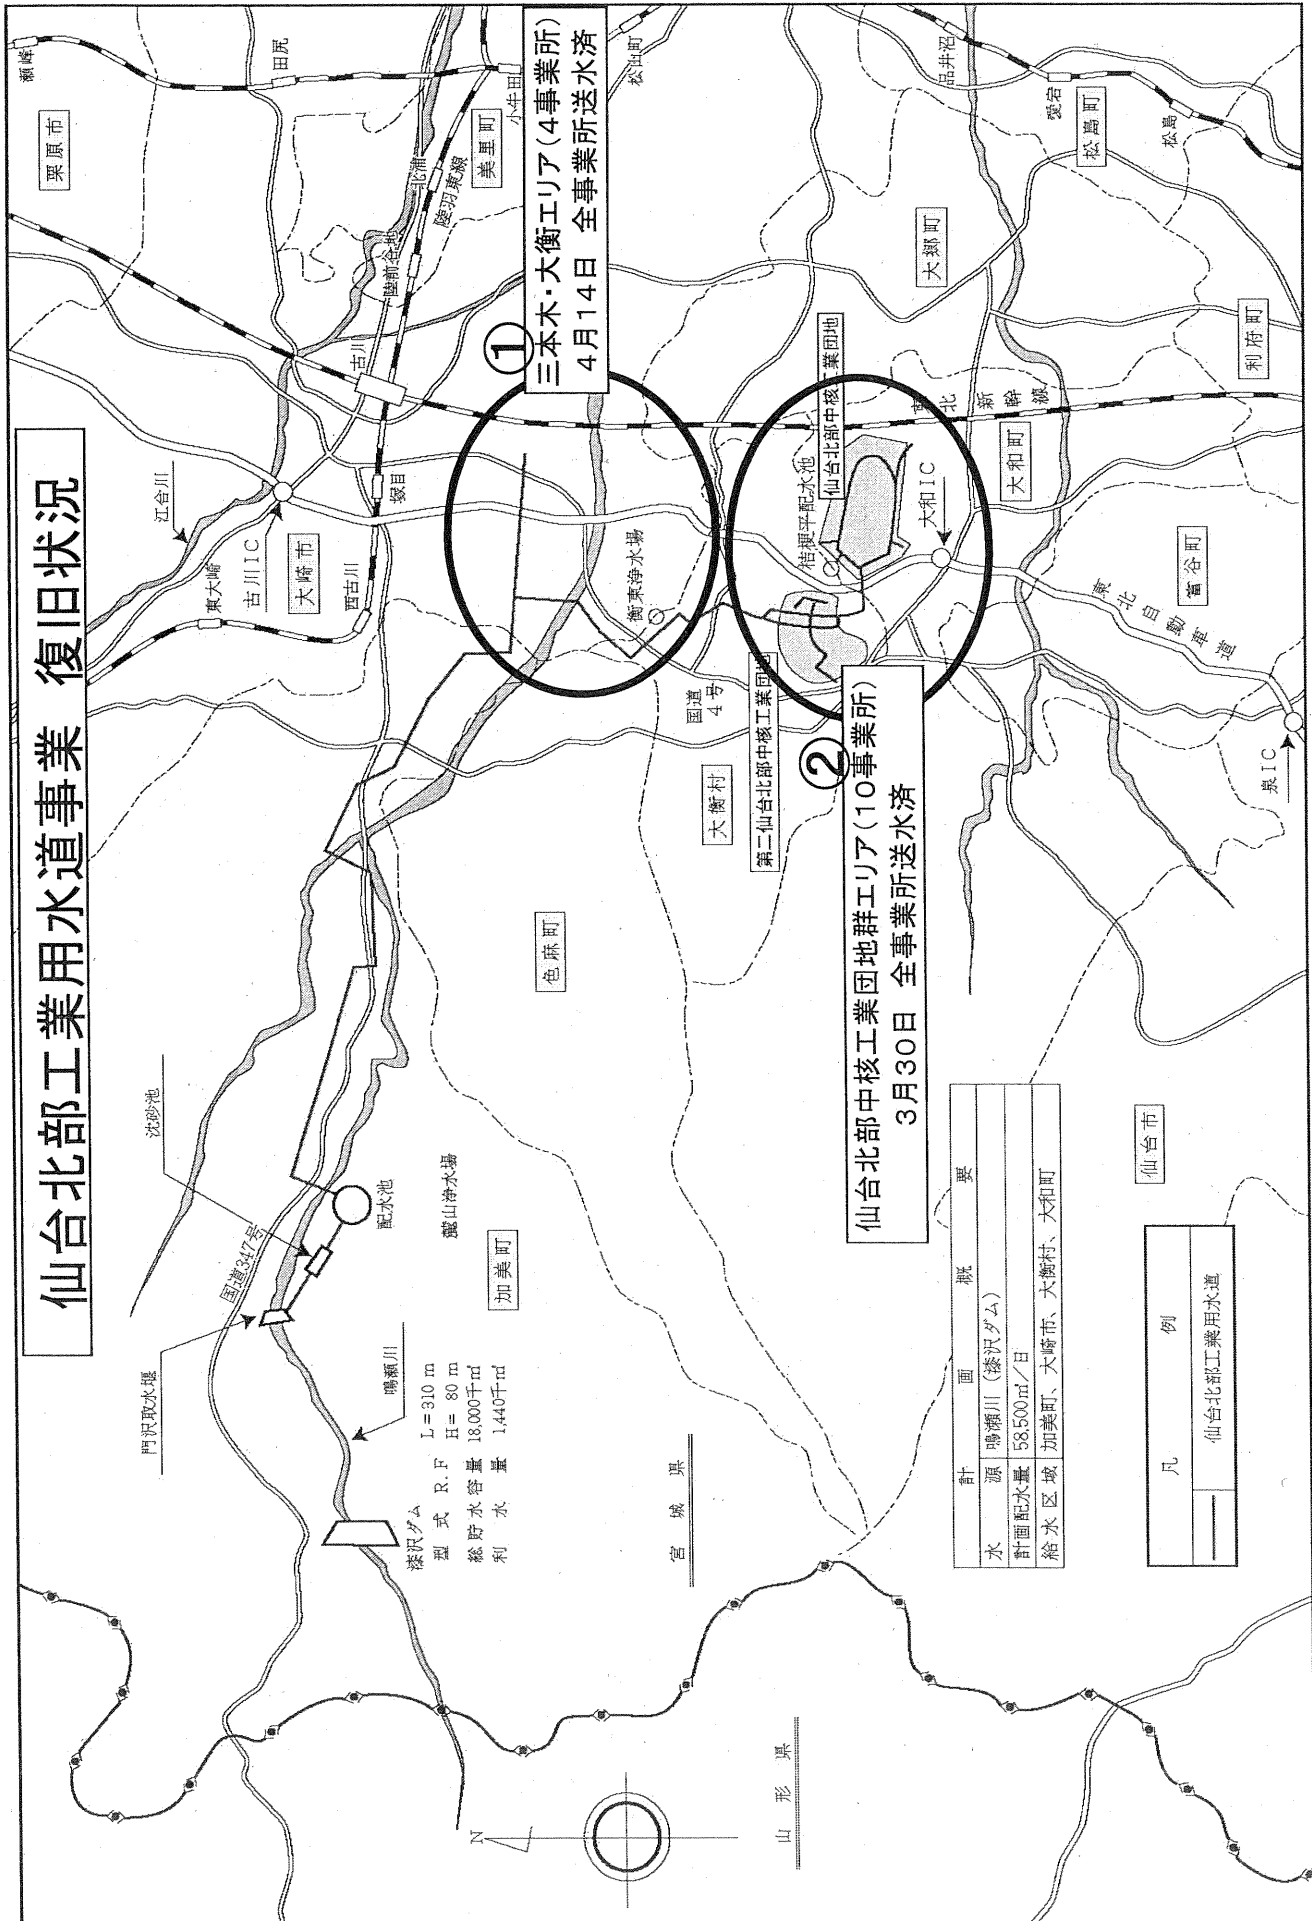 仙台北部工業用水道事業 復旧状況
①
三本木・大衡エリア(4事業所)
4月14日 全事業所送水済
②
仙台北部中核工業団地群エリア(10事業所)
3月30日 全事業所送水済
門沢取水堰
沈砂池
国道347号
配水池
麓山浄水場
加美町
鳴瀬川
漆沢ダム
型式 R.F L=310 m
H= 80 m
総貯水容量 18,000千㎥
利水量 1,440千㎥
江合川
東大崎
古川IC
大崎市
西古川
塚目
古川
陸前谷地
北浦
陸羽東線
美里町
小牛田
栗原市
瀬峰
田尻
松山町
品井沼
愛宕
松島町
松島
大郷町
利府町
東北新幹線
大和町
大和IC
富谷町
東北自動車道
泉IC
衡東浄水場
桔梗平配水池
仙台北部中核工業団地
第二仙台北部中核工業団地
国道
4号
大衡村
色麻町
仙台市
宮城県
山形県
N
計画概要
水源 鳴瀬川(漆沢ダム)
計画配水量 58,500㎥/日
給水区域 加美町、大崎市、大衡村、大和町
凡例
仙台北部工業用水道